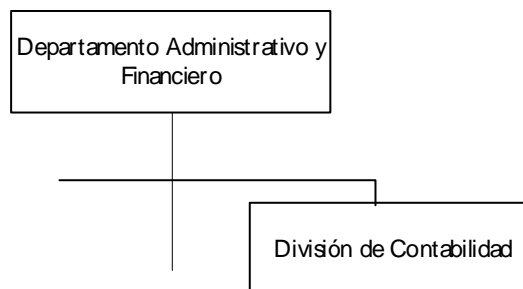 Departamento Administrativo y
Financiero
División de Contabilidad